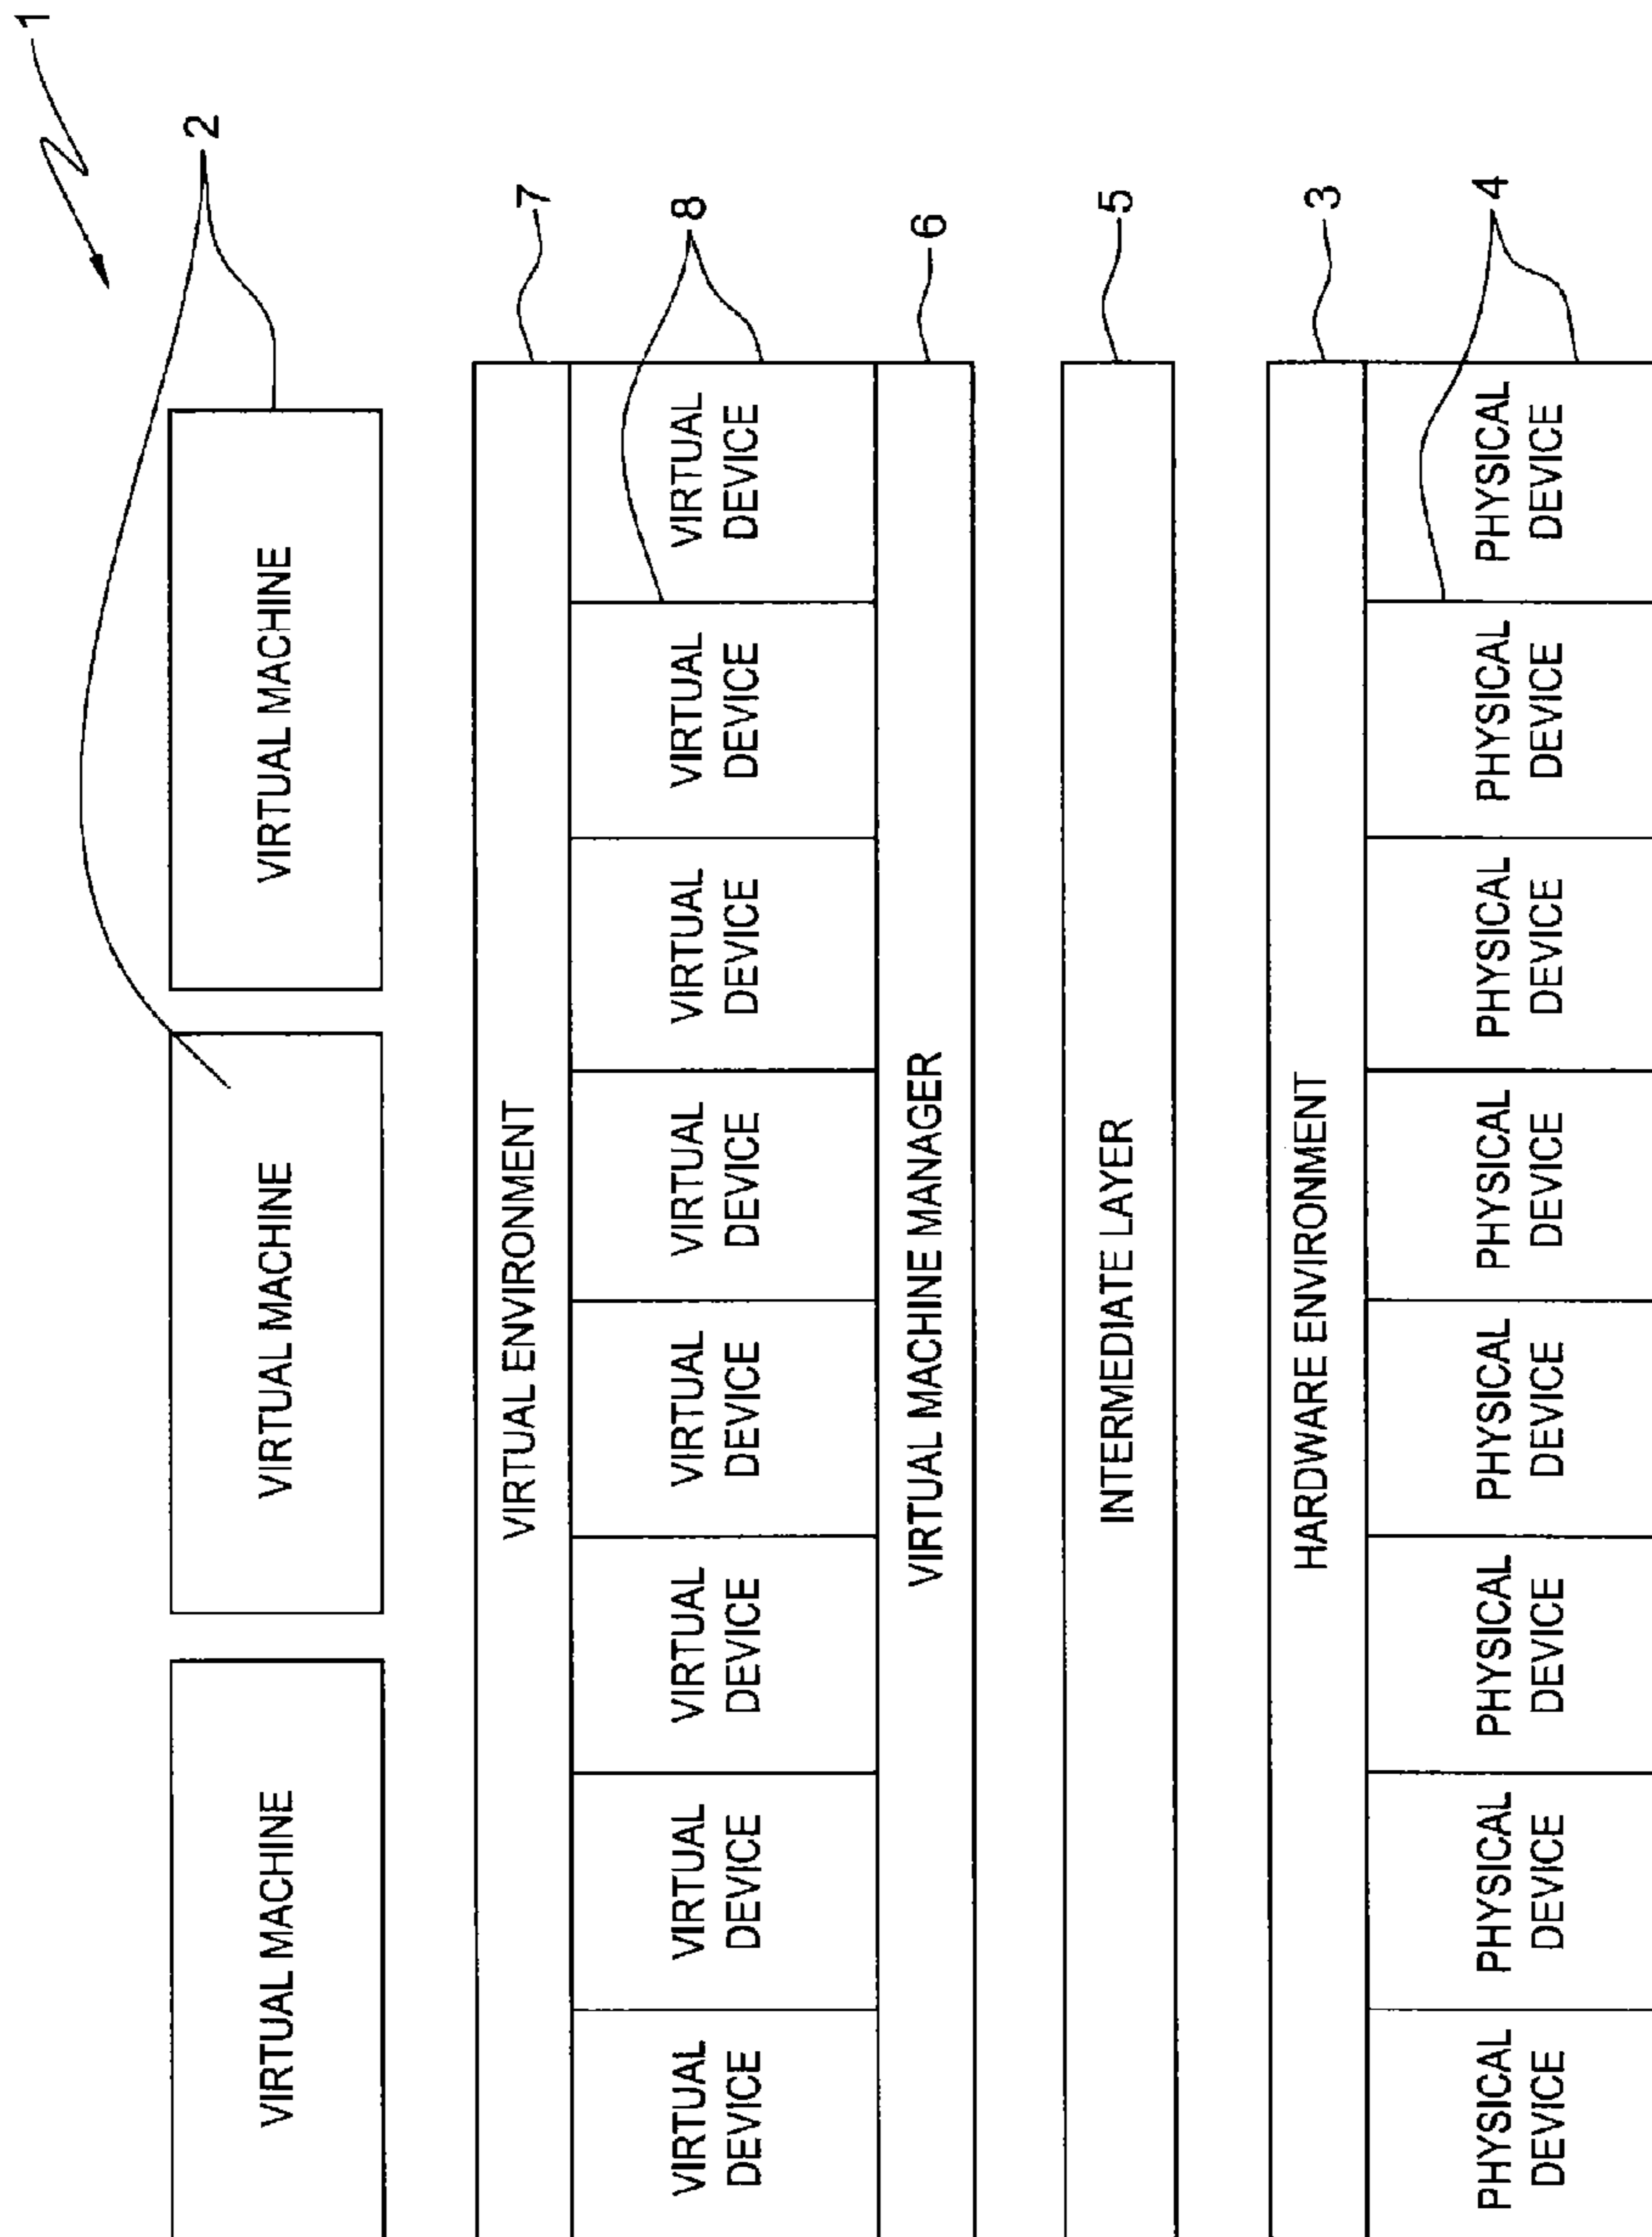 1
2
VIRTUAL MACHINE
VIRTUAL MACHINE
VIRTUAL MACHINE
7
VIRTUAL ENVIRONMENT
8
VIRTUAL
DEVICE
VIRTUAL
DEVICE
VIRTUAL
DEVICE
VIRTUAL
DEVICE
VIRTUAL
DEVICE
VIRTUAL
DEVICE
VIRTUAL
DEVICE
VIRTUAL
DEVICE
6
VIRTUAL MACHINE MANAGER
5
INTERMEDIATE LAYER
3
HARDWARE ENVIRONMENT
4
PHYSICAL
DEVICE
PHYSICAL
DEVICE
PHYSICAL
DEVICE
PHYSICAL
DEVICE
PHYSICAL
DEVICE
PHYSICAL
DEVICE
PHYSICAL
DEVICE
PHYSICAL
DEVICE